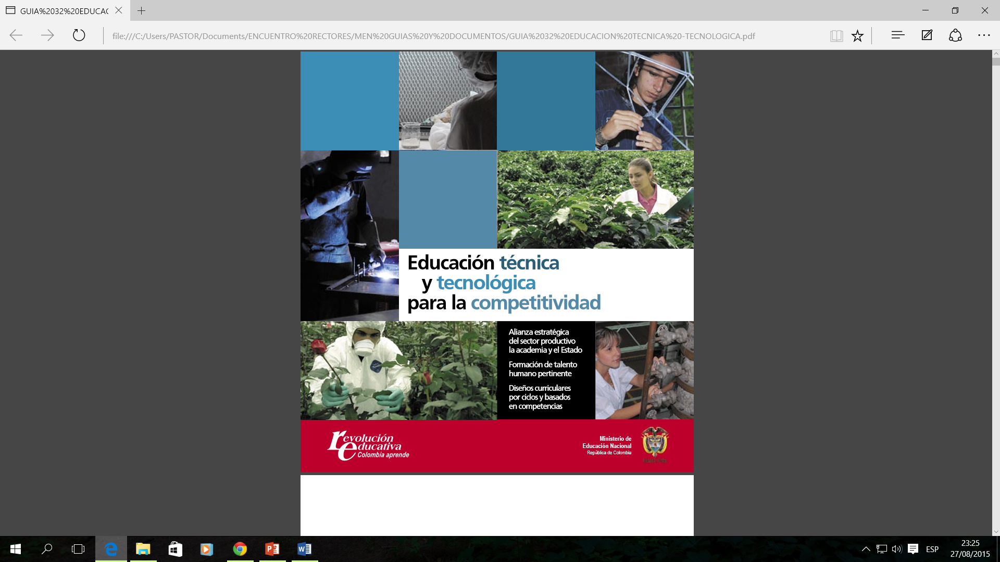 GUIA%2032%20EDUCAC
file:///C:/Users/PASTOR/Documents/ENCUENTRO%20RECTORES/MEN%20GUIAS%20Y%20DOCUMENTOS/GUIA%2032%20EDUCACION%20TECNICA%20-TECNOLOGICA.pdf
Educación técnica
y tecnológica
para la competitividad
Alianza estratégica
del sector productivo
la academia y el Estado
Formación de talento
humano pertinente
Diseños curriculares
por ciclos y basados
en competencias
revolución
educativa
Colombia aprende
Ministerio de
Educación Nacional
República de Colombia
ESP
23:25
27/08/2015